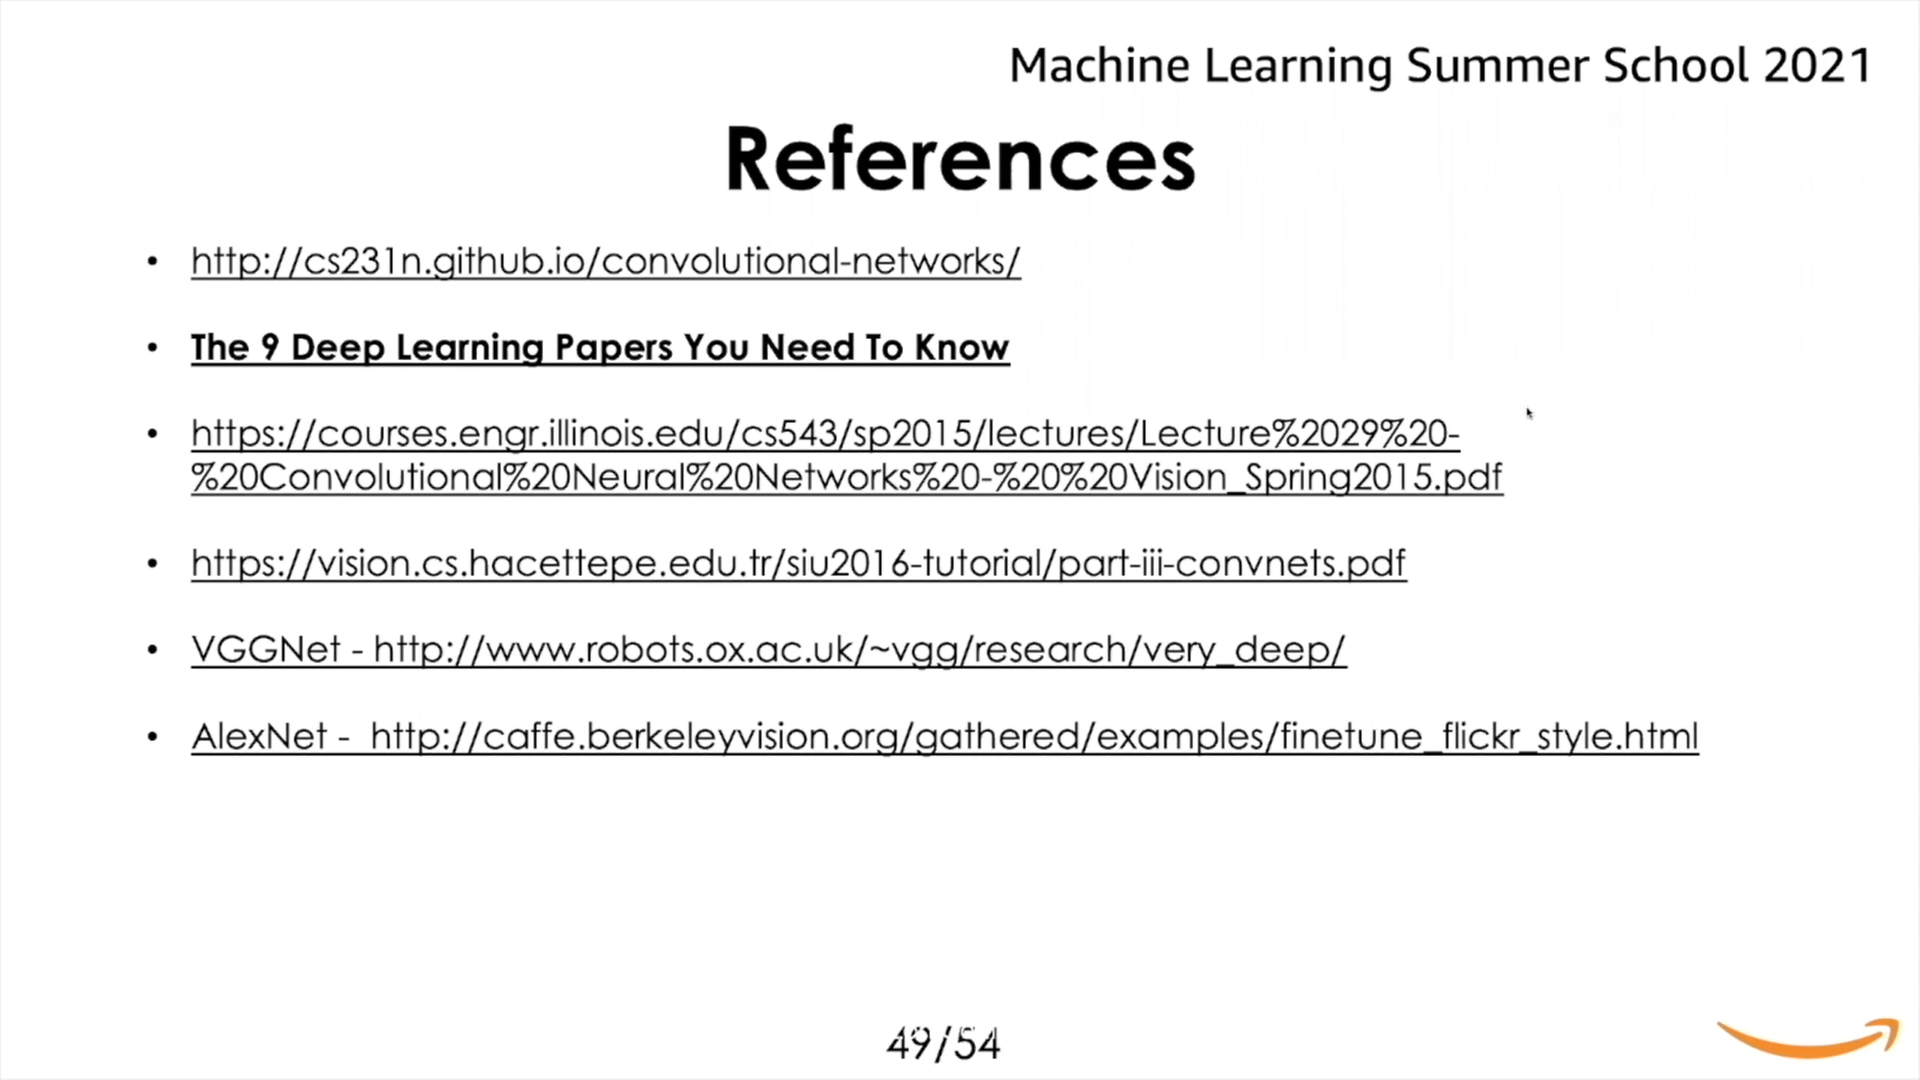 Machine Learning Summer School 2021
References
• http://cs231n.github.io/convolutional-networks/
• The 9 Deep Learning Papers You Need To Know
• https://courses.engr.illinois.edu/cs543/sp2015/lectures/Lecture%2029%20-
%20Convolutional%20Neural%20Networks%20-%20%20Vision_Spring2015.pdf
• https://vision.cs.hacettepe.edu.tr/siu2016-tutorial/part-iii-convnets.pdf
• VGGNet - http://www.robots.ox.ac.uk/~vgg/research/very_deep/
• AlexNet -  http://caffe.berkeleyvision.org/gathered/examples/finetune_flickr_style.html
49/54